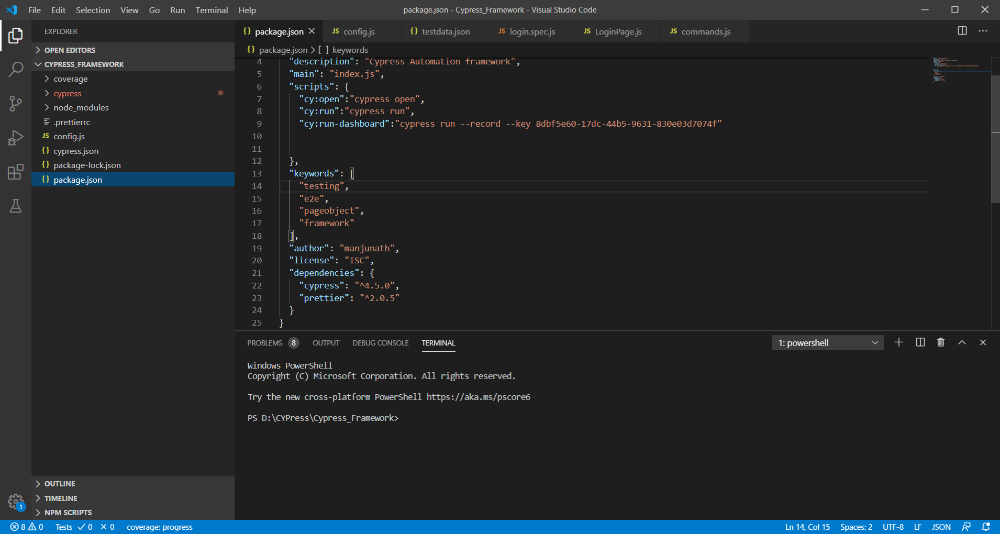 File Edit Selection View Go Run Terminal Help
package.json - Cypress_Framework - Visual Studio Code
EXPLORER
OPEN EDITORS
CYPRESS_FRAMEWORK
coverage
cypress
node_modules
.prettierrc
JS config.js
{} cypress.json
{} package-lock.json
{} package.json
OUTLINE
TIMELINE
NPM SCRIPTS
1
{} package.json JS config.js {} testdata.json JS login.spec.js JS LoginPage.js JS commands.js
{} package.json > [ ] keywords
4 "description": "Cypress Automation framework",
5 "main": "index.js",
6 "scripts": {
7 "cy:open":"cypress open",
8 "cy:run":"cypress run",
9 "cy:run-dashboard":"cypress run --record --key 8dbf5e60-17dc-44b5-9631-830e03d7074f"
10
11
12 },
13 "keywords": [
14 "testing",
15 "e2e",
16 "pageobject",
17 "framework"
18 ],
19 "author": "manjunath",
20 "license": "ISC",
21 "dependencies": {
22 "cypress": "^4.5.0",
23 "prettier": "^2.0.5"
24 }
25 }
PROBLEMS 8 OUTPUT DEBUG CONSOLE TERMINAL 1: powershell
Windows PowerShell
Copyright (C) Microsoft Corporation. All rights reserved.
Try the new cross-platform PowerShell https://aka.ms/pscore6
PS D:\CYPress\Cypress_Framework>
8 0 Tests 0 0 coverage: progress Ln 14, Col 15 Spaces: 2 UTF-8 LF JSON